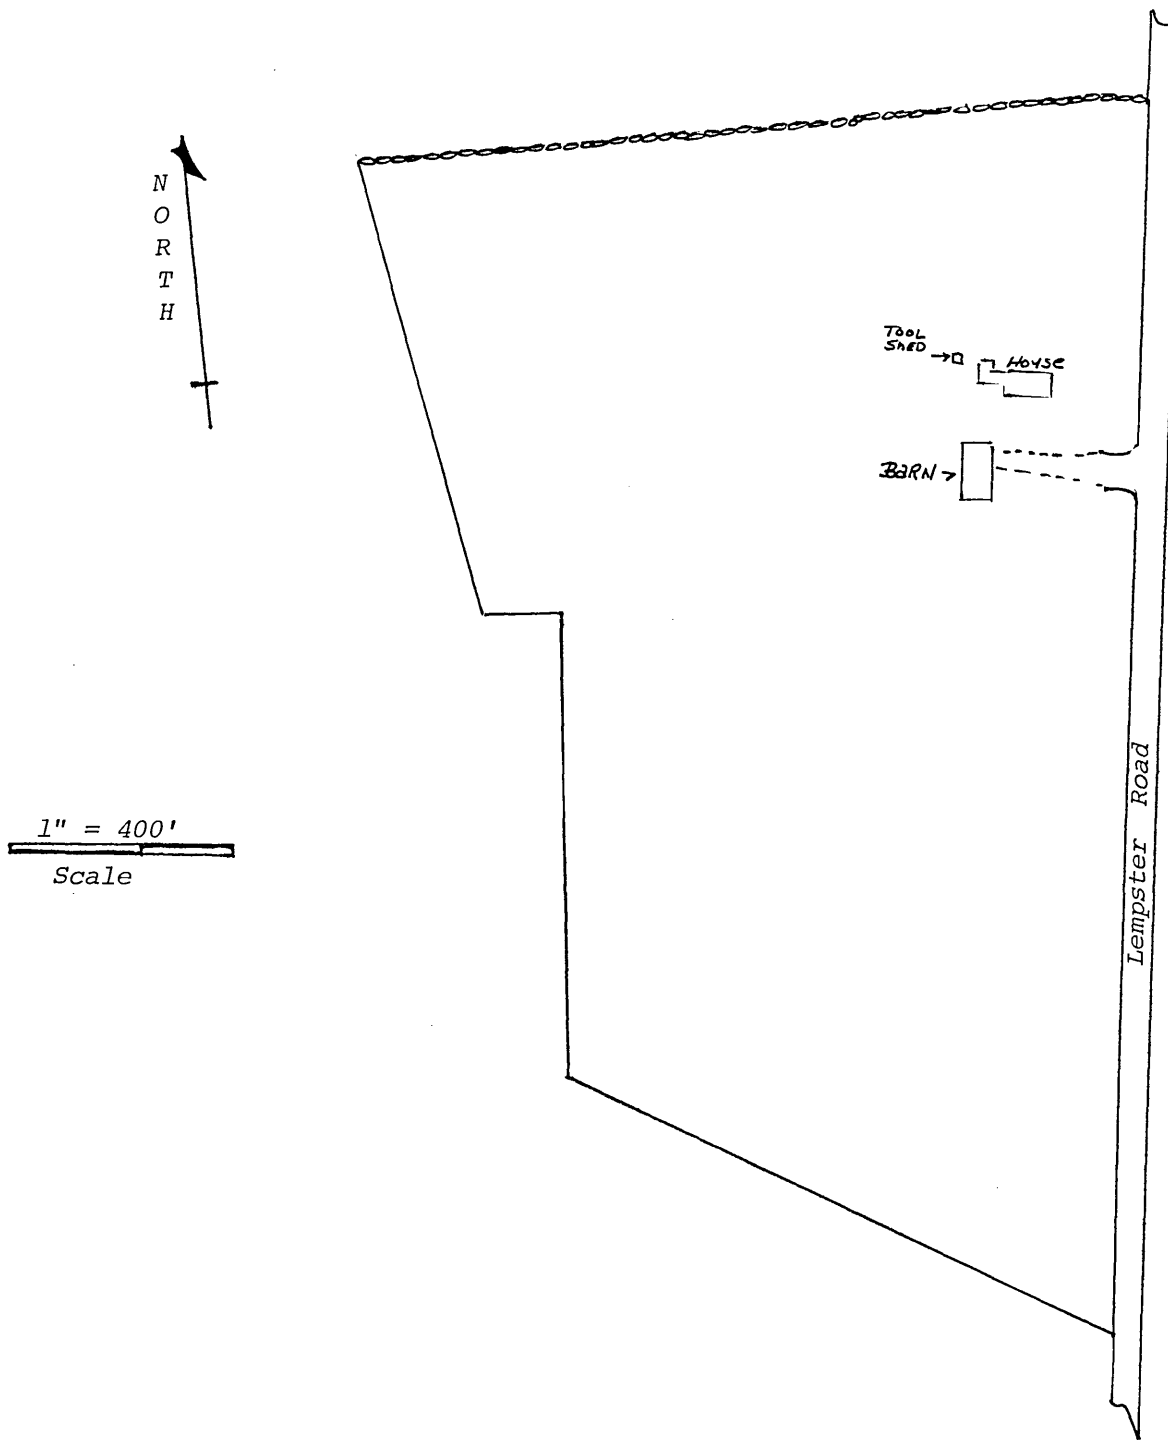 N
O
R
T
H
TOOL
SHED
HOUSE
BARN
1" = 400'
Scale
Lempster Road